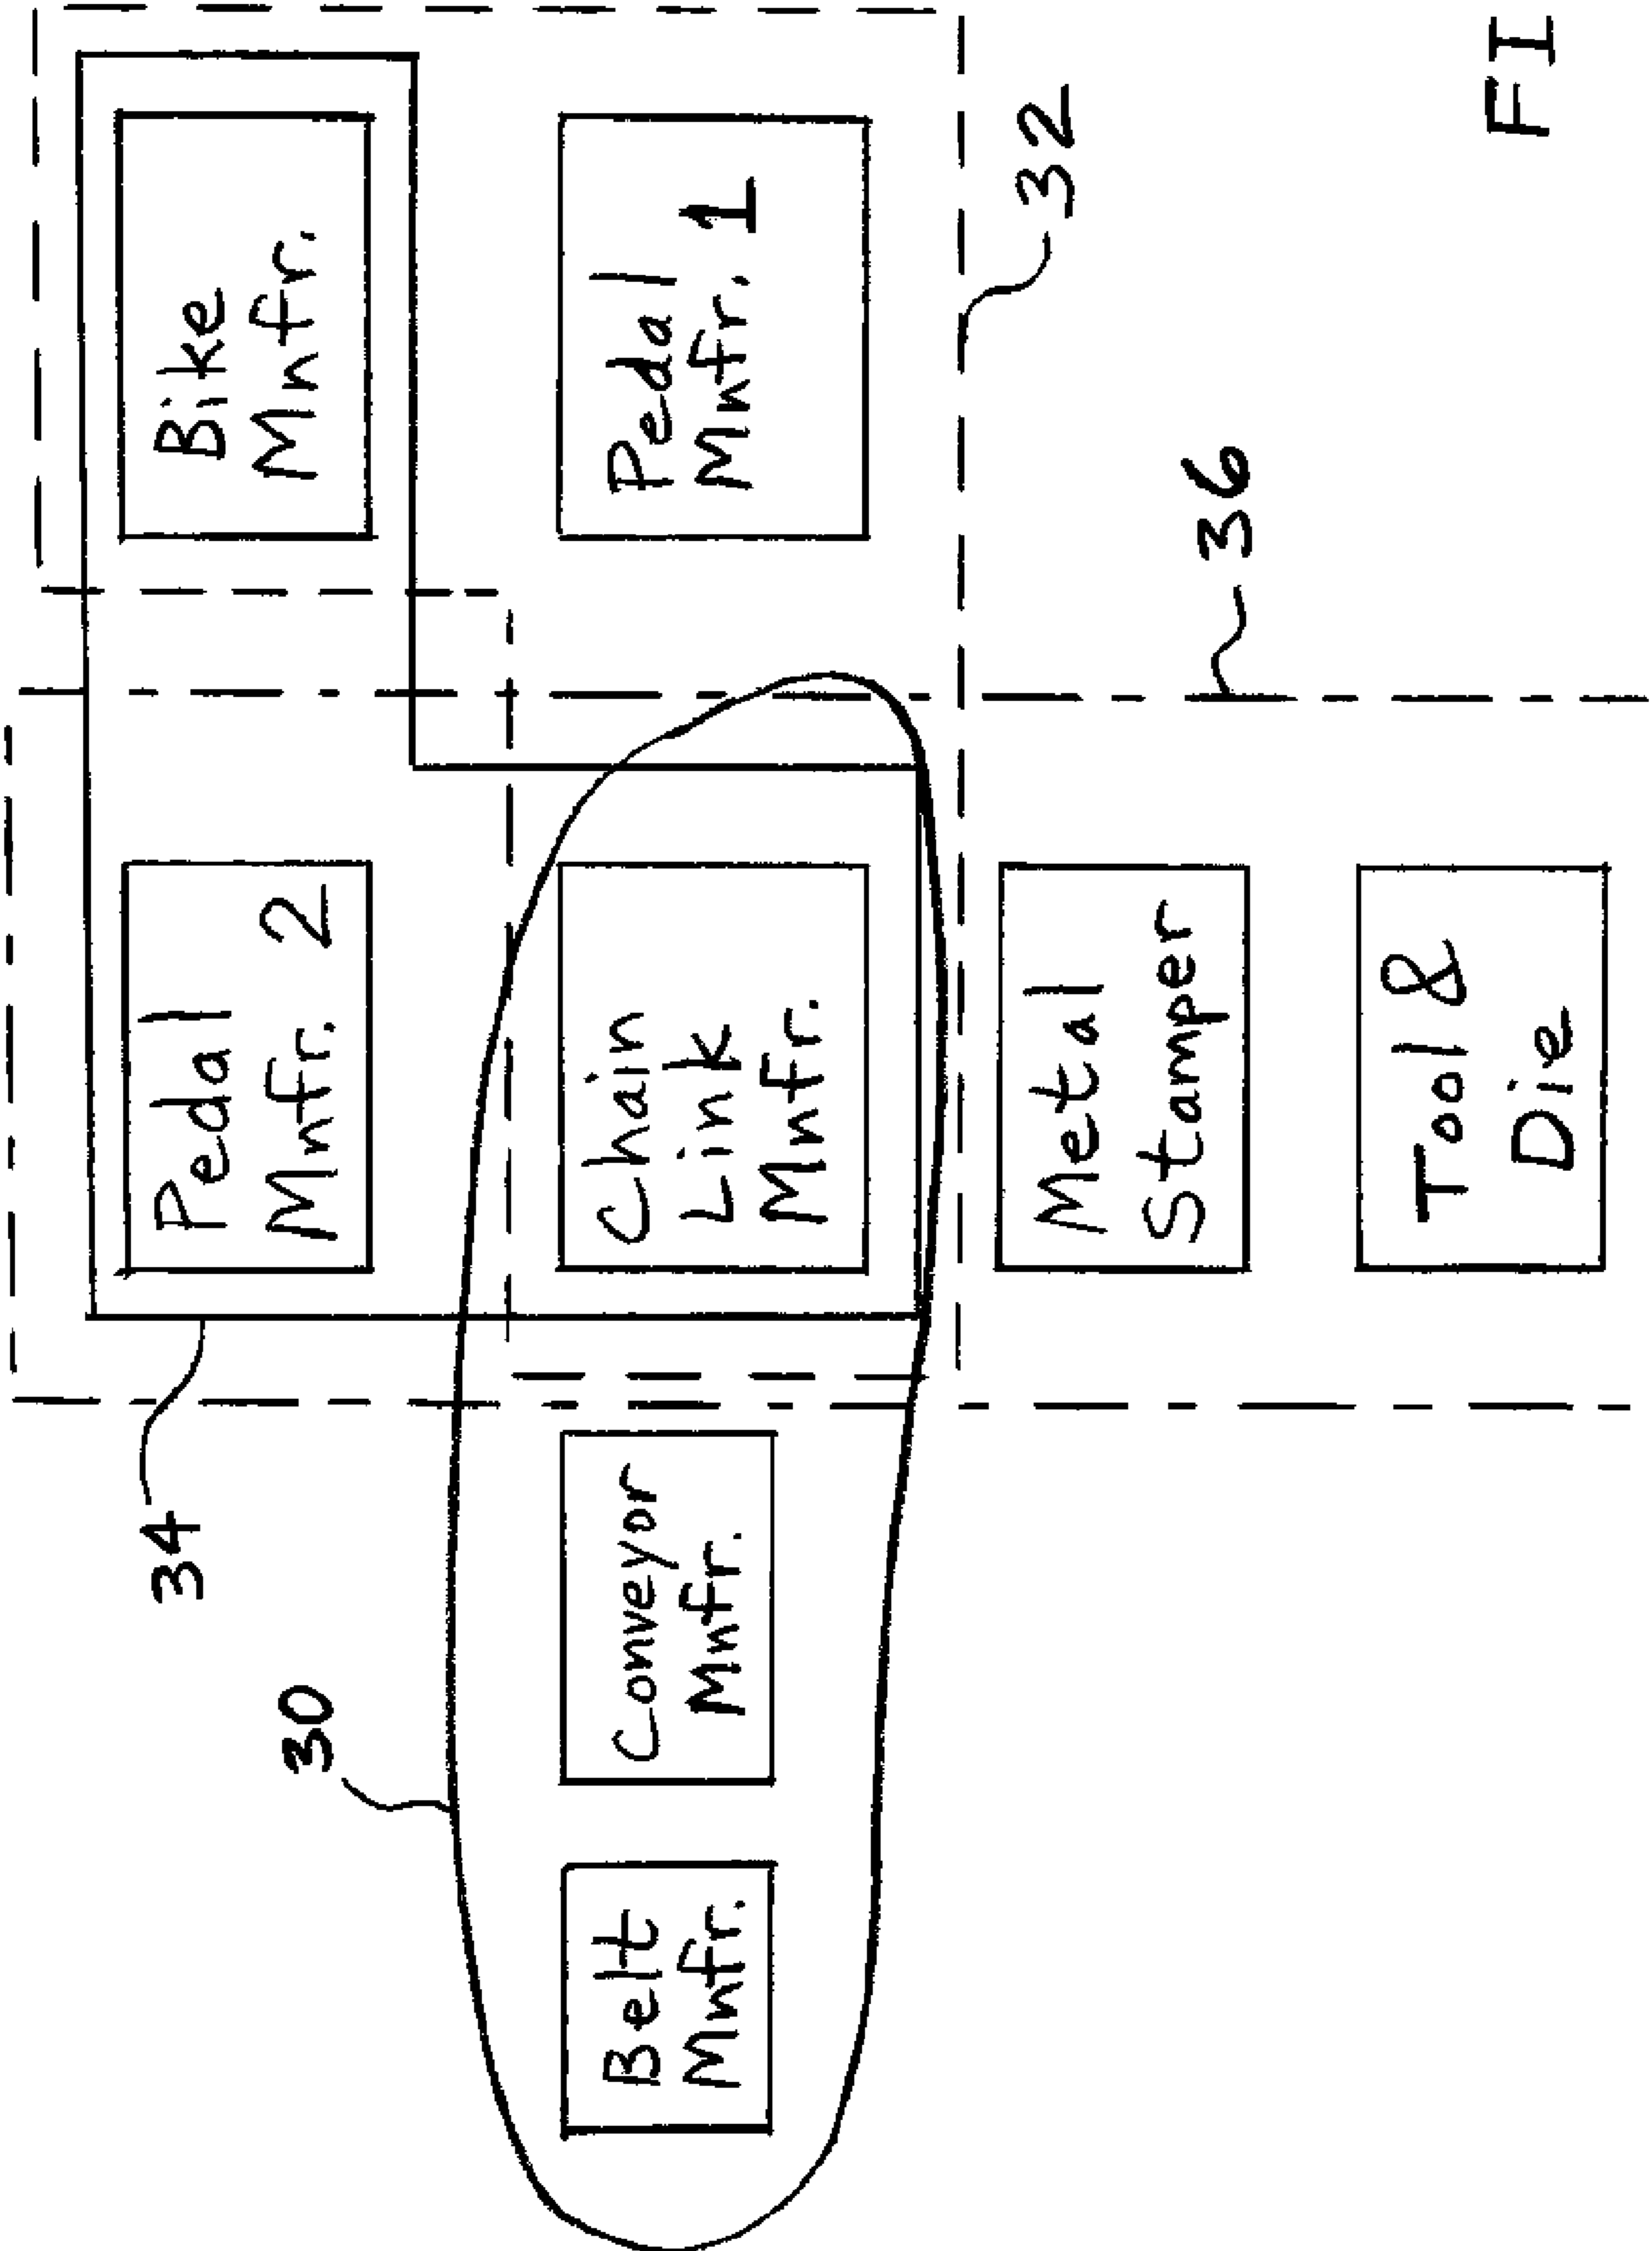 34
Pedal
Mnfr. 2
Bike
Mnfr.
30
Belt
Mnfr.
Conveyor
Mnfr.
Chain
Link
Mnfr.
Pedal
Mnfr. 1
32
Metal
Stamper
36
Tool &
Die
FI